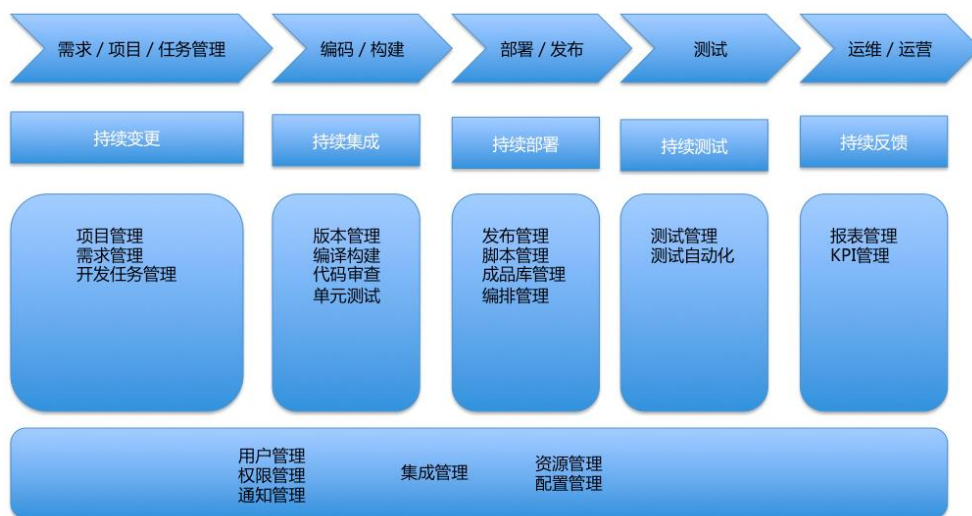 需求 / 项目 / 任务管理
编码 / 构建
部署 / 发布
测试
运维 / 运营
持续变更
持续集成
持续部署
持续测试
持续反馈
项目管理
需求管理
开发任务管理
版本管理
编译构建
代码审查
单元测试
发布管理
脚本管理
成品库管理
编排管理
测试管理
测试自动化
报表管理
KPI管理
用户管理
权限管理
通知管理
集成管理
资源管理
配置管理